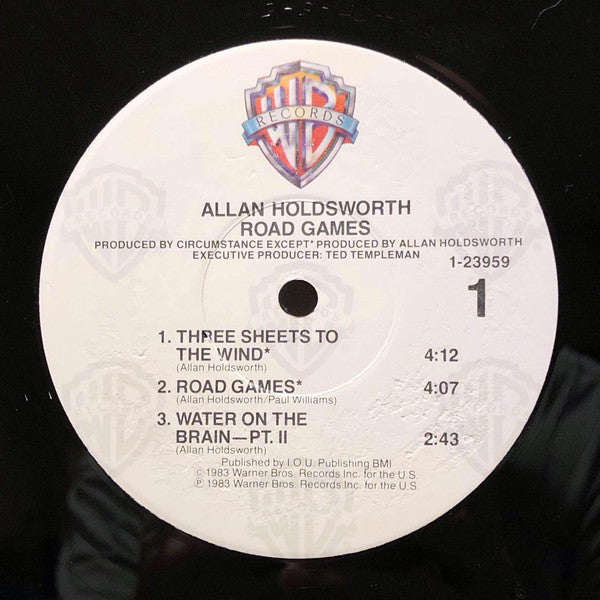 WB
RECORDS
ALLAN HOLDSWORTH
ROAD GAMES
PRODUCED BY CIRCUMSTANCE EXCEPT* PRODUCED BY ALLAN HOLDSWORTH
EXECUTIVE PRODUCER: TED TEMPLEMAN
1-23959
1
1. THREE SHEETS TO
THE WIND* 4:12
(Allan Holdsworth)
2. ROAD GAMES* 4:07
(Allan Holdsworth/Paul Williams)
3. WATER ON THE
BRAIN—PT. II 2:43
(Allan Holdsworth)
Published by I.O.U. Publishing BMI
© 1983 Warner Bros. Records Inc. for the U.S.
℗ 1983 Warner Bros. Records Inc. for the U.S.